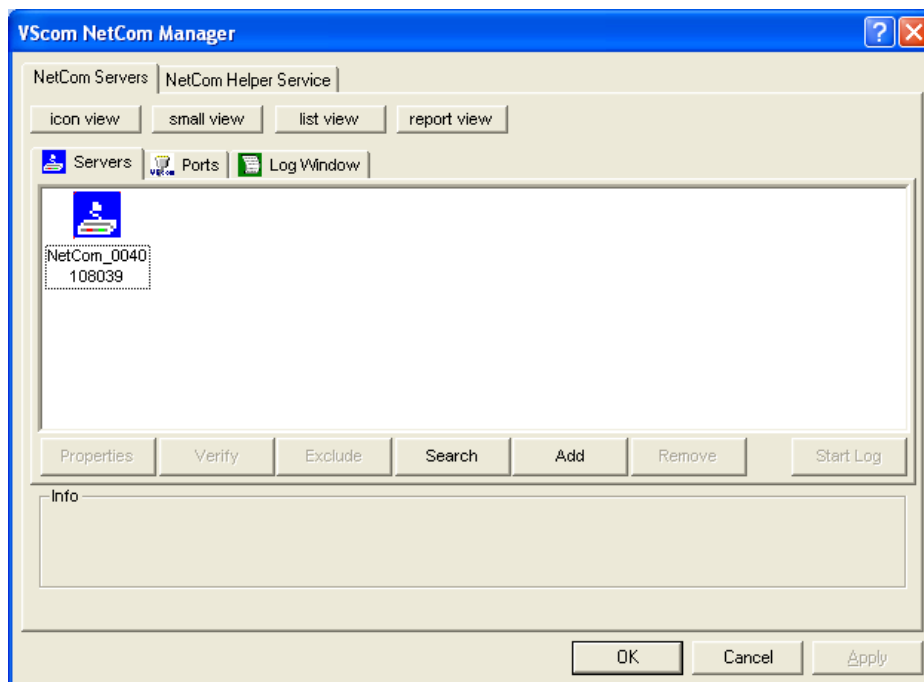 VScom NetCom Manager
NetCom Servers NetCom Helper Service
icon view small view list view report view
Servers Ports Log Window
NetCom_0040
108039
Properties Verify Exclude Search Add Remove Start Log
Info
OK Cancel Apply